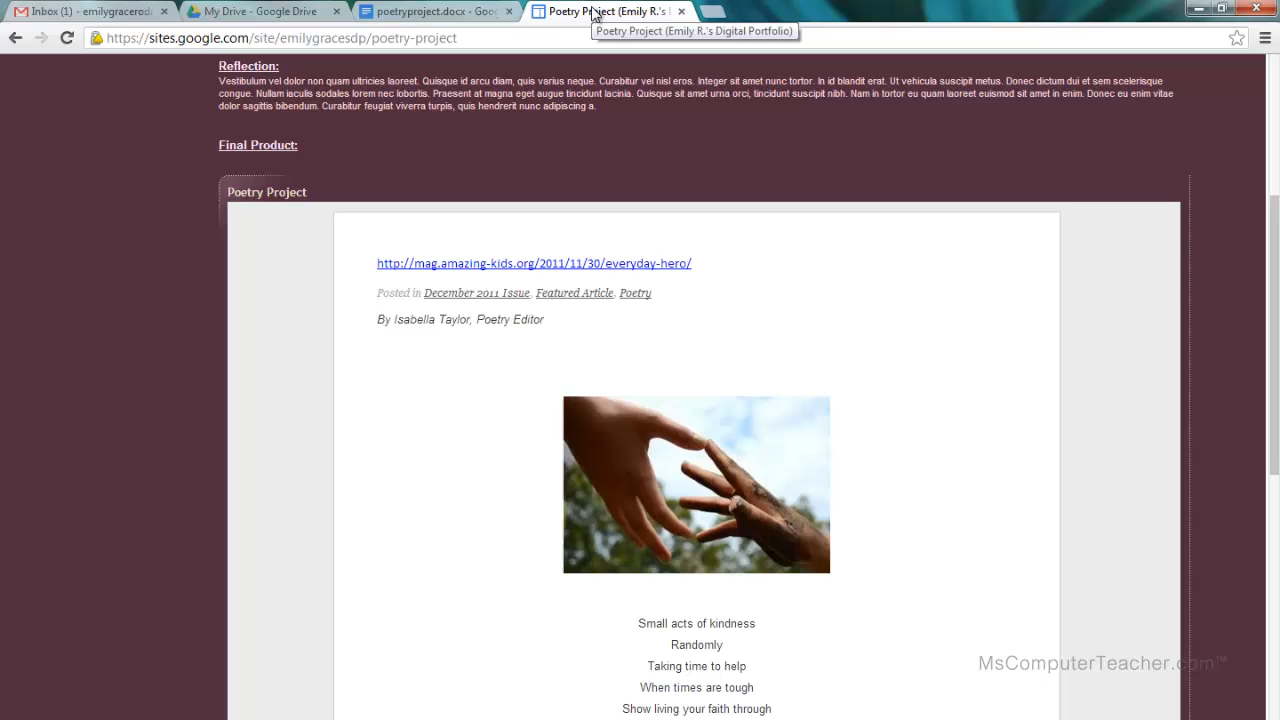 Inbox (1) - emilygracerod
My Drive - Google Drive
poetryproject.docx - Goo
Poetry Project (Emily R.'s
https://sites.google.com/site/emilygracesdp/poetry-project
Poetry Project (Emily R.'s Digital Portfolio)
Reflection:
Vestibulum vel dolor non quam ultricies laoreet. Quisque id arcu diam, quis varius neque. Curabitur vel nisl eros. Integer sit amet nunc tortor. In id blandit erat. Ut vehicula suscipit metus. Donec dictum dui et sem scelerisque
congue. Nullam iaculis sodales lorem nec lobortis. Praesent at magna eget augue tincidunt lacinia. Quisque sit amet urna orci, tincidunt suscipit nibh. Nam in tortor eu quam laoreet euismod sit amet in enim. Donec eu enim vitae
dolor sagittis bibendum. Curabitur feugiat viverra turpis, quis hendrerit nunc adipiscing a.
Final Product:
Poetry Project
http://mag.amazing-kids.org/2011/11/30/everyday-hero/
Posted in December 2011 Issue, Featured Article, Poetry
By Isabella Taylor, Poetry Editor
Small acts of kindness
Randomly
Taking time to help
When times are tough
Show living your faith through
MsComputerTeacher.com™